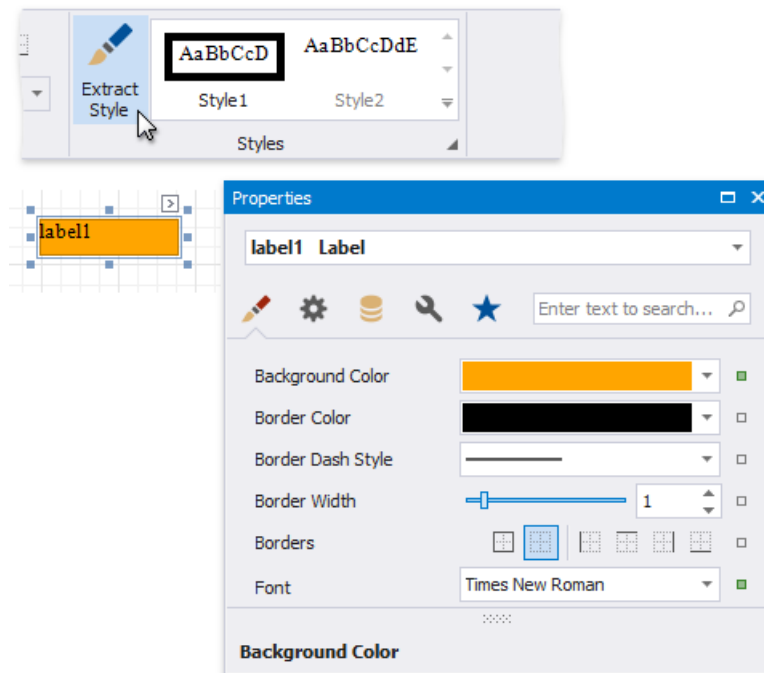 AaBbCcD
AaBbCcDdE
Extract
Style
Style1
Style2
Styles
label1
Properties
label1 Label
Enter text to search...
Background Color
Border Color
Border Dash Style
Border Width
1
Borders
Font
Times New Roman
Background Color